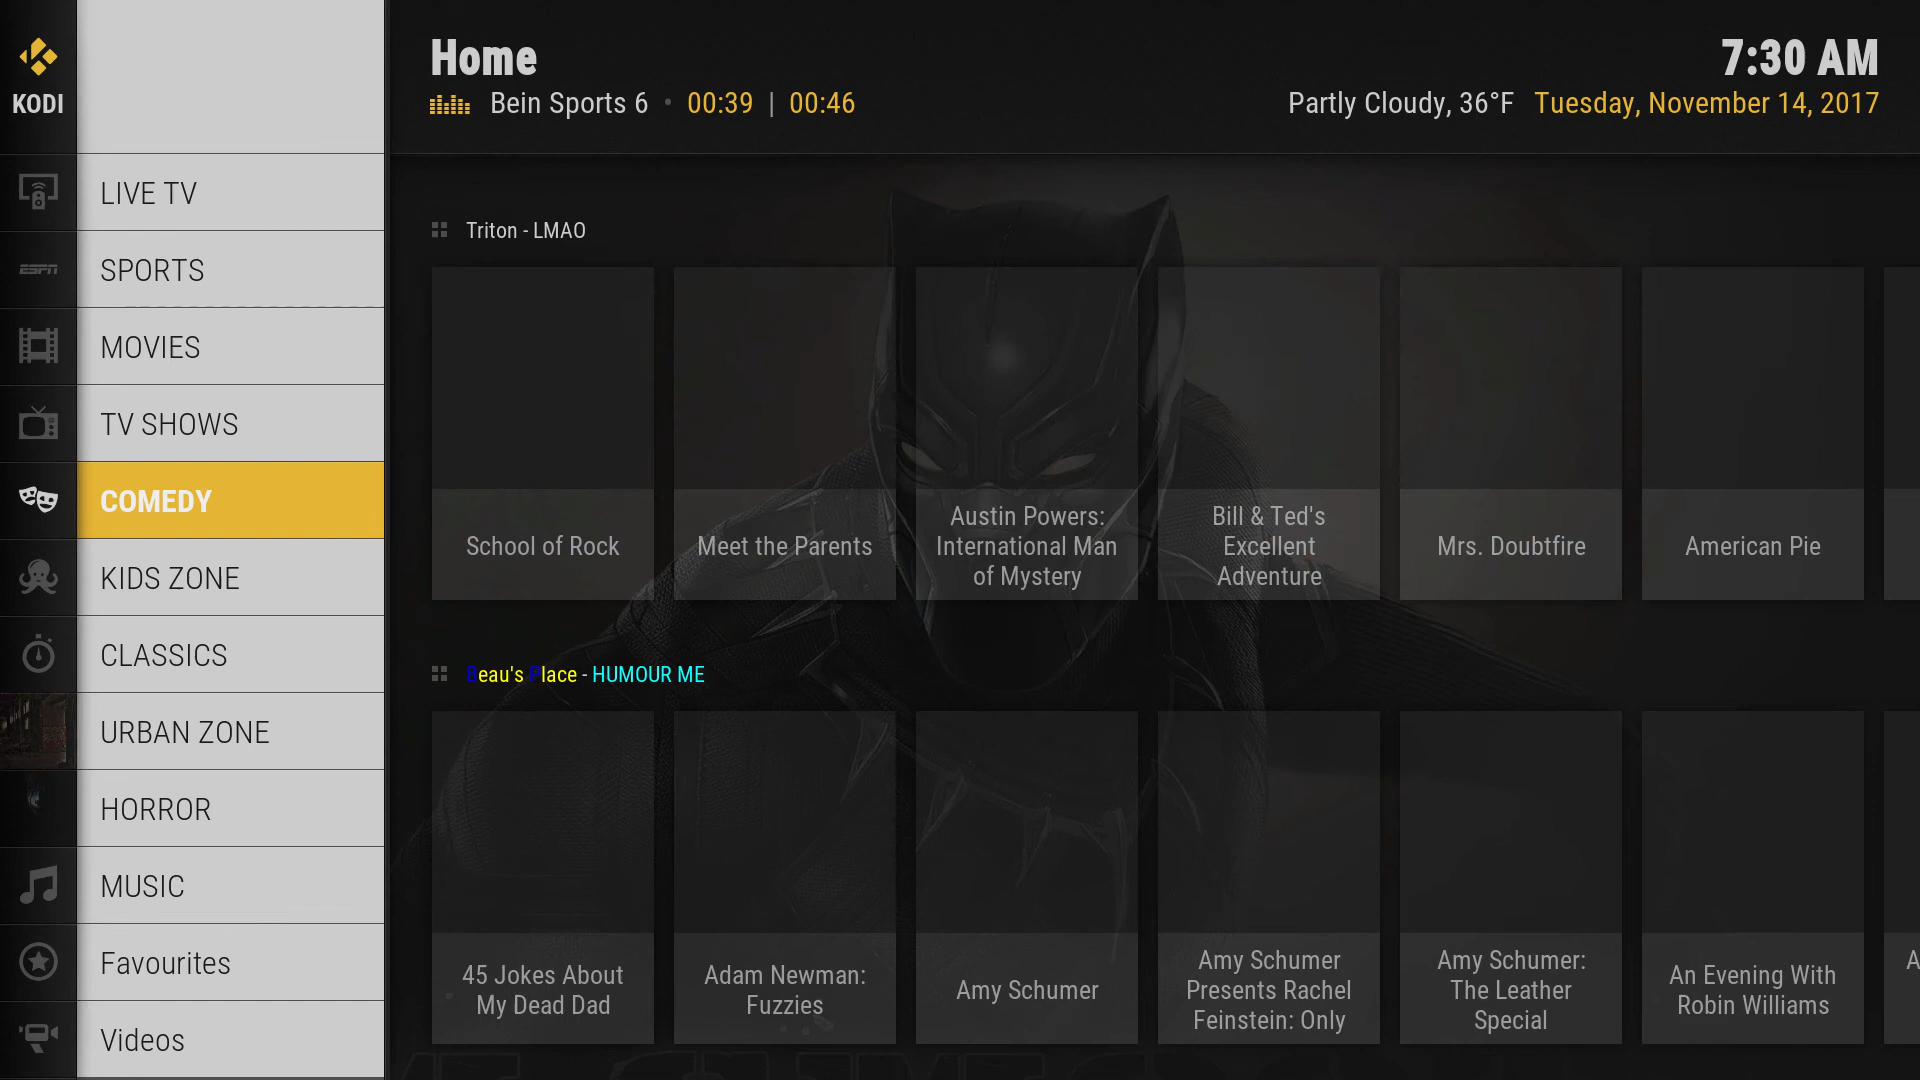 KODI
Home
Bein Sports 6 • 00:39 | 00:46
7:30 AM
Partly Cloudy, 36°F Tuesday, November 14, 2017
LIVE TV
ESPN
SPORTS
MOVIES
TV SHOWS
COMEDY
KIDS ZONE
CLASSICS
URBAN ZONE
HORROR
MUSIC
Favourites
Videos
Triton - LMAO
School of Rock
Meet the Parents
Austin Powers:
International Man
of Mystery
Bill & Ted's
Excellent
Adventure
Mrs. Doubtfire
American Pie
Beau's Place - HUMOUR ME
45 Jokes About
My Dead Dad
Adam Newman:
Fuzzies
Amy Schumer
Amy Schumer
Presents Rachel
Feinstein: Only
Amy Schumer:
The Leather
Special
An Evening With
Robin Williams